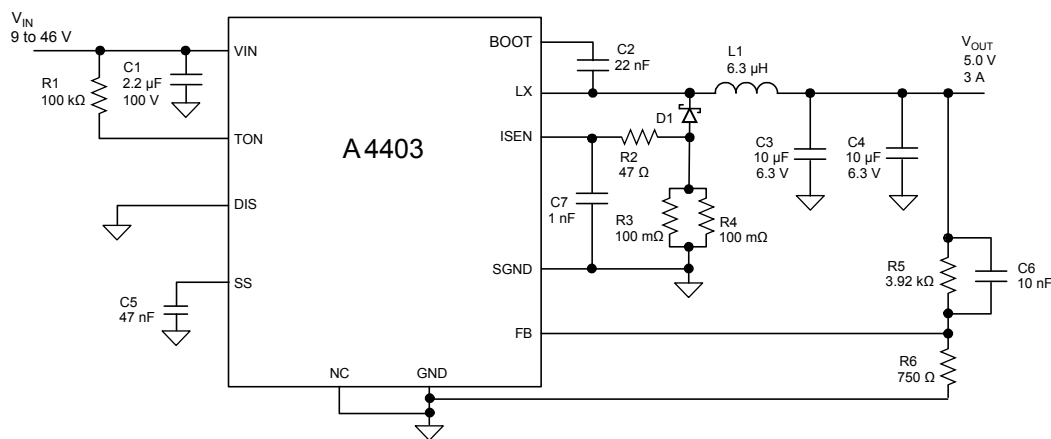 V_IN
9 to 46 V
VIN
R1
100 kΩ
C1
2.2 µF
100 V
TON
DIS
SS
C5
47 nF
A4403
NC
GND
BOOT
C2
22 nF
LX
L1
6.3 µH
D1
ISEN
R2
47 Ω
C7
1 nF
R3
100 mΩ
R4
100 mΩ
SGND
FB
V_OUT
5.0 V
3 A
C3
10 µF
6.3 V
C4
10 µF
6.3 V
R5
3.92 kΩ
C6
10 nF
R6
750 Ω